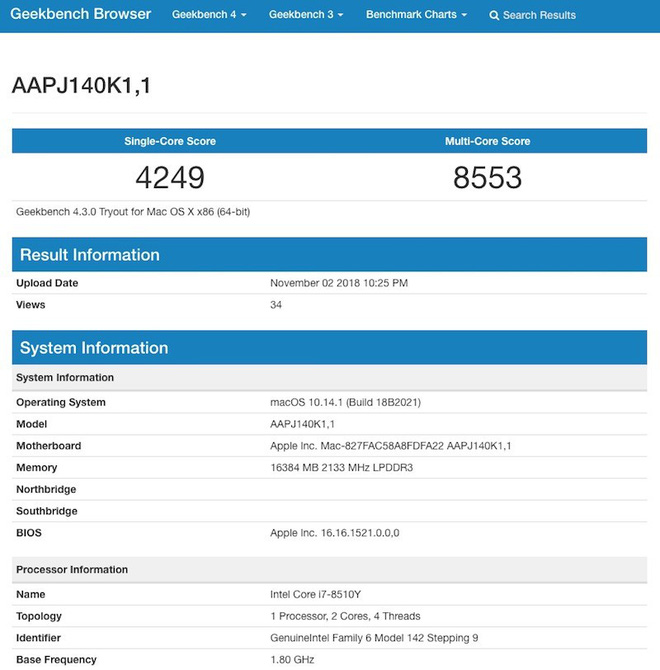 Geekbench Browser Geekbench 4 Geekbench 3 Benchmark Charts Search Results
AAPJ140K1,1
Single-Core Score Multi-Core Score
4249 8553
Geekbench 4.3.0 Tryout for Mac OS X x86 (64-bit)
Result Information
Upload Date November 02 2018 10:25 PM
Views 34
System Information
System Information
Operating System macOS 10.14.1 (Build 18B2021)
Model AAPJ140K1,1
Motherboard Apple Inc. Mac-827FAC58A8FDFA22 AAPJ140K1,1
Memory 16384 MB 2133 MHz LPDDR3
Northbridge
Southbridge
BIOS Apple Inc. 16.16.1521.0.0,0
Processor Information
Name Intel Core i7-8510Y
Topology 1 Processor, 2 Cores, 4 Threads
Identifier GenuineIntel Family 6 Model 142 Stepping 9
Base Frequency 1.80 GHz